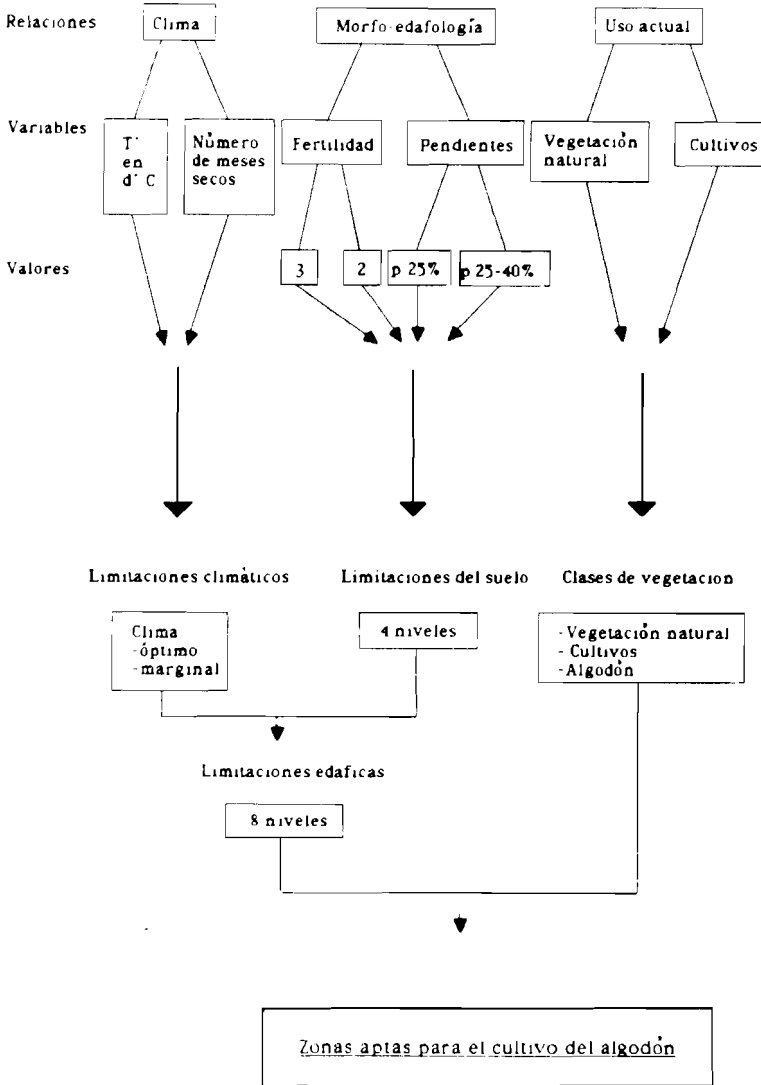 Relaciones
Clima
Morfo-edafología
Uso actual
Variables
T·
en
d· C
Número
de meses
secos
Fertilidad
Pendientes
Vegetación
natural
Cultivos
Valores
3
2
p 25%
p 25-40%
Limitaciones climáticos
Limitaciones del suelo
Clases de vegetacion
Clima
-óptimo
-marginal
4 niveles
-Vegetación natural
- Cultivos
-Algodón
Limitaciones edaficas
8 niveles
Zonas aptas para el cultivo del algodón